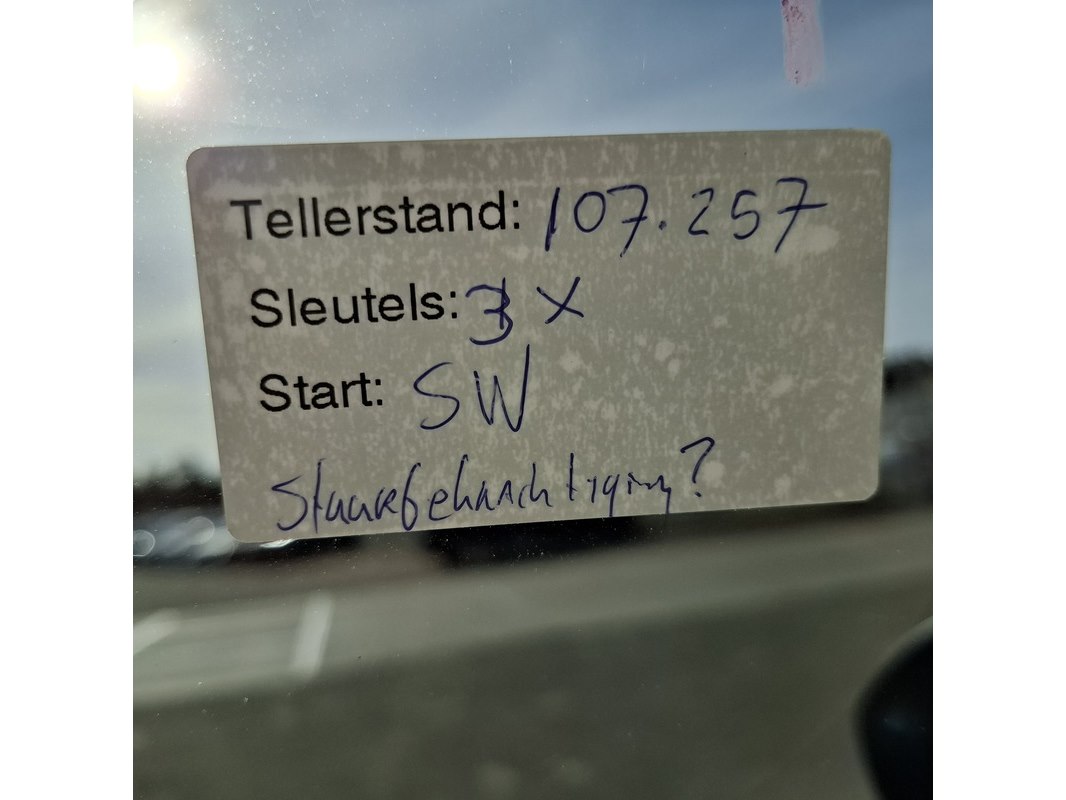 Tellerstand: 107.257
Sleutels: 3 X
Start: SW
Stuurbekrachtiging?